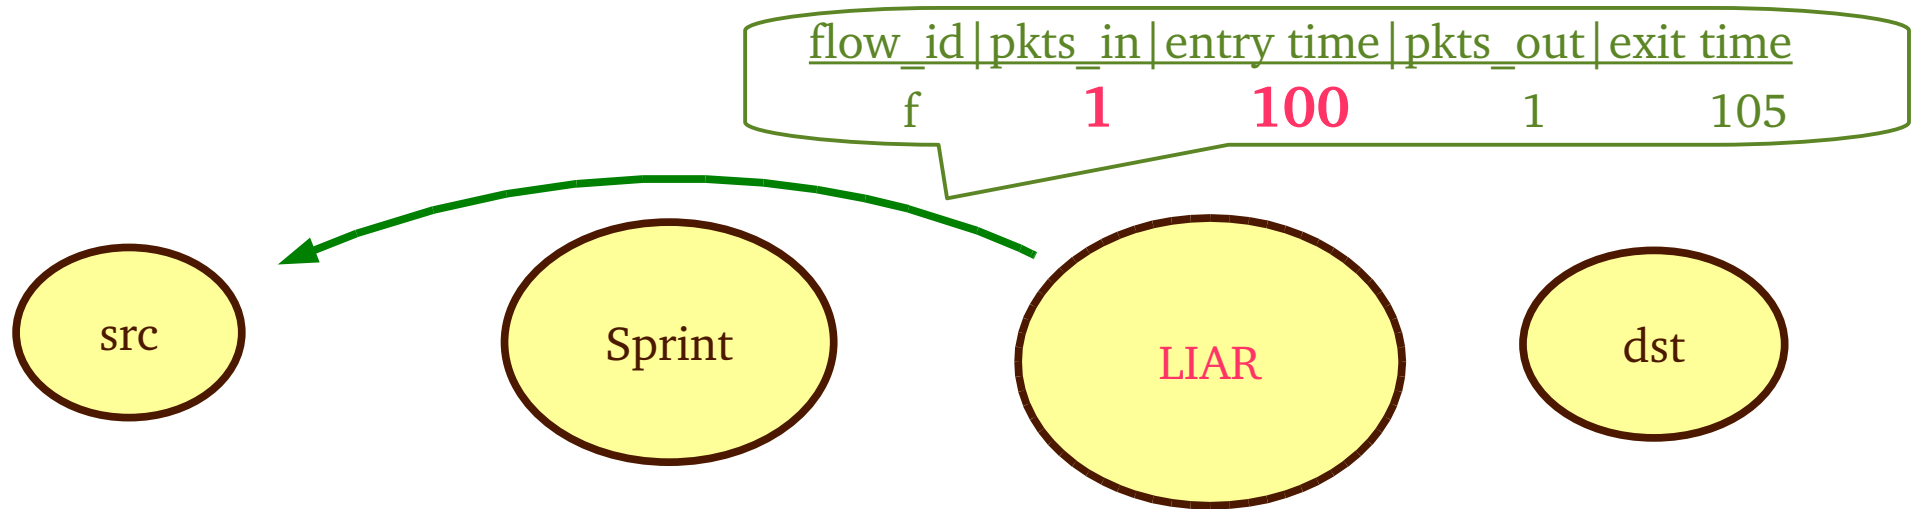 flow_id|pkts_in|entry time|pkts_out|exit time
f 1 100 1 105
src Sprint LIAR dst